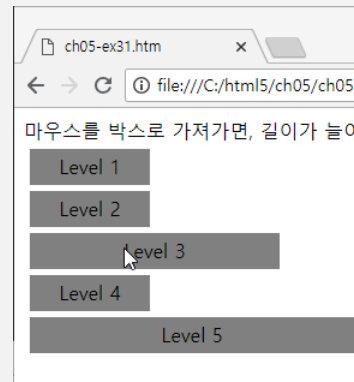 ch05-ex31.htm
file:///C:/html5/ch05/ch05
마우스를 박스로 가져가면, 길이가 늘어
Level 1
Level 2
Level 3
Level 4
Level 5